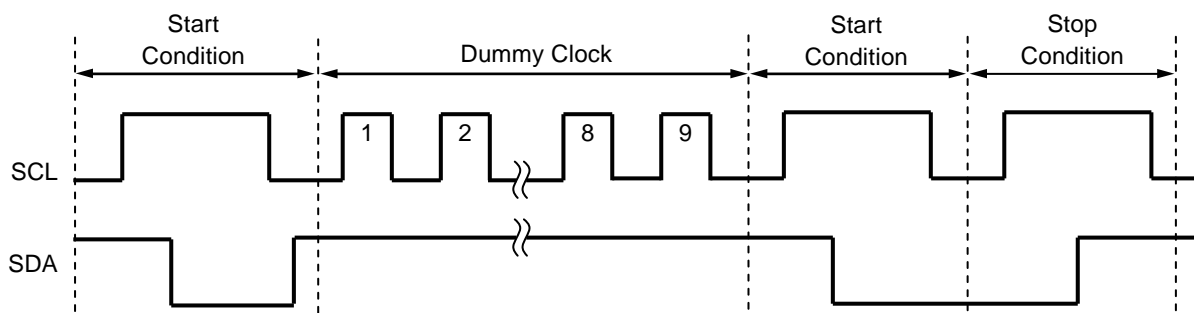 Start
Condition
Dummy Clock
Start
Condition
Stop
Condition
SCL
1
2
8
9
SDA